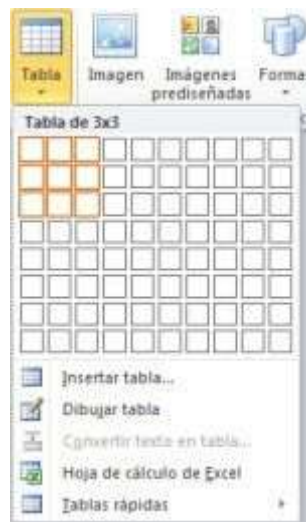 Tabla
Imagen
Imágenes
prediseñadas
Forma
Tabla de 3x3
Insertar tabla...
Dibujar tabla
Convertir texto en tabla...
Hoja de cálculo de Excel
Tablas rápidas